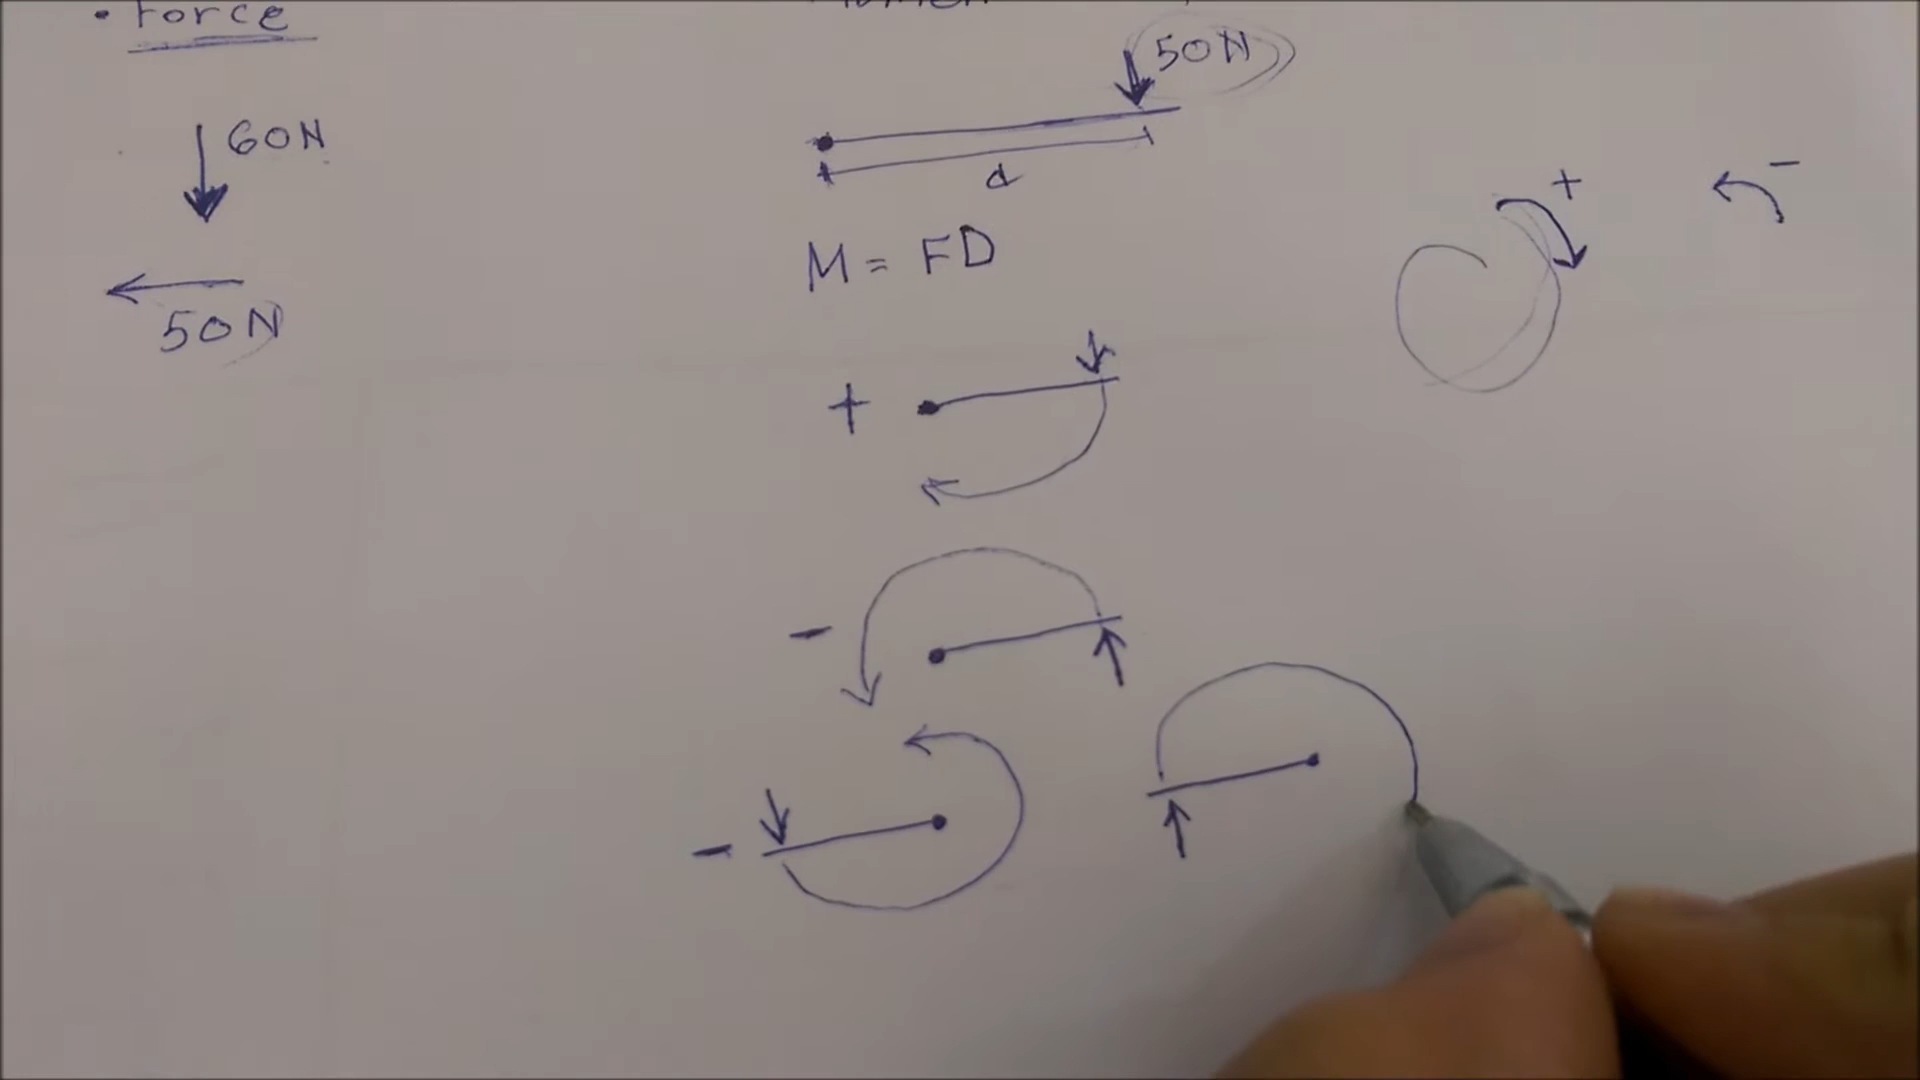 • Force
50N
60N
d
+
-
M = FD
50N
+
-
-